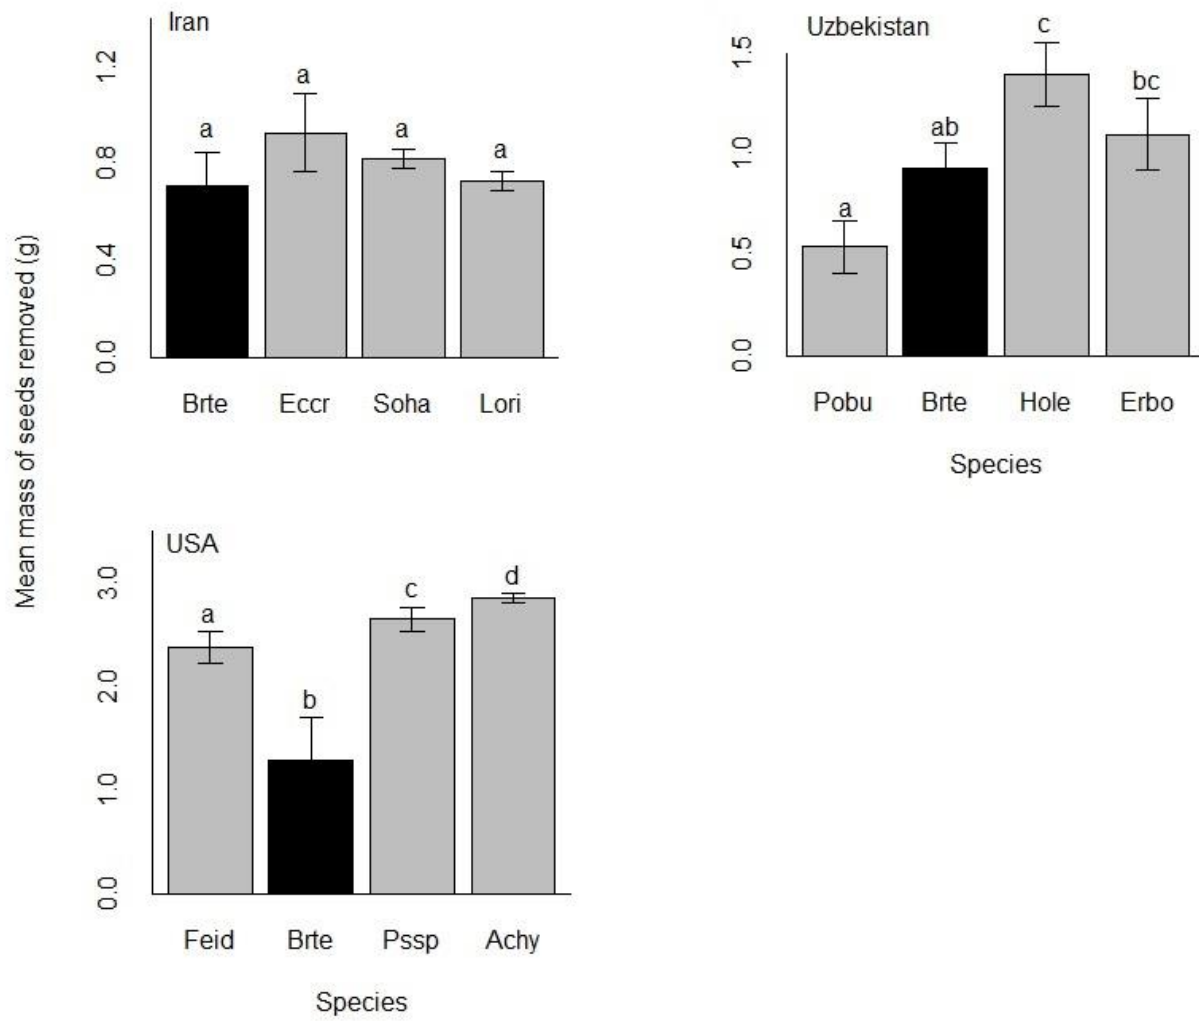 Mean mass of seeds removed (g)
Iran
1.2
0.8
0.4
0.0
a
a
a
a
Brte Eccr Soha Lori
Uzbekistan
1.5
1.0
0.5
0.0
a
ab
c
bc
Pobu Brte Hole Erbo
Species
USA
3.0
2.0
1.0
0.0
a
b
c
d
Feid Brte Pssp Achy
Species